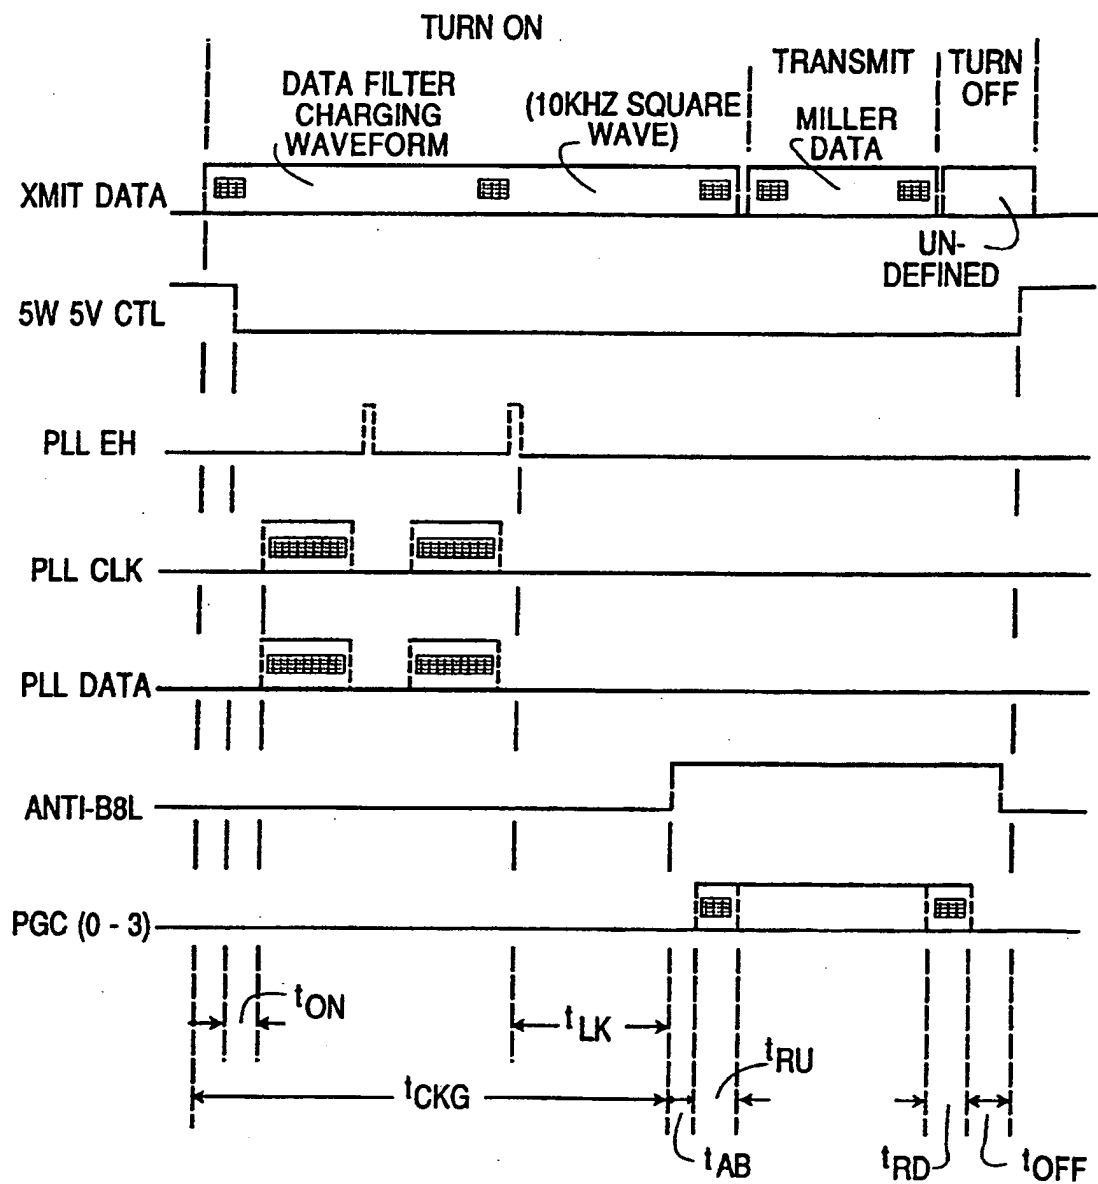 TURN ON
TRANSMIT
TURN
OFF
DATA FILTER
CHARGING
WAVEFORM
(10KHZ SQUARE
WAVE)
MILLER
DATA
XMIT DATA
UN-
DEFINED
5W 5V CTL
PLL EH
PLL CLK
PLL DATA
ANTI-B8L
PGC (0 - 3)
tON
tLK
tRU
tCKG
tAB
tRD
tOFF